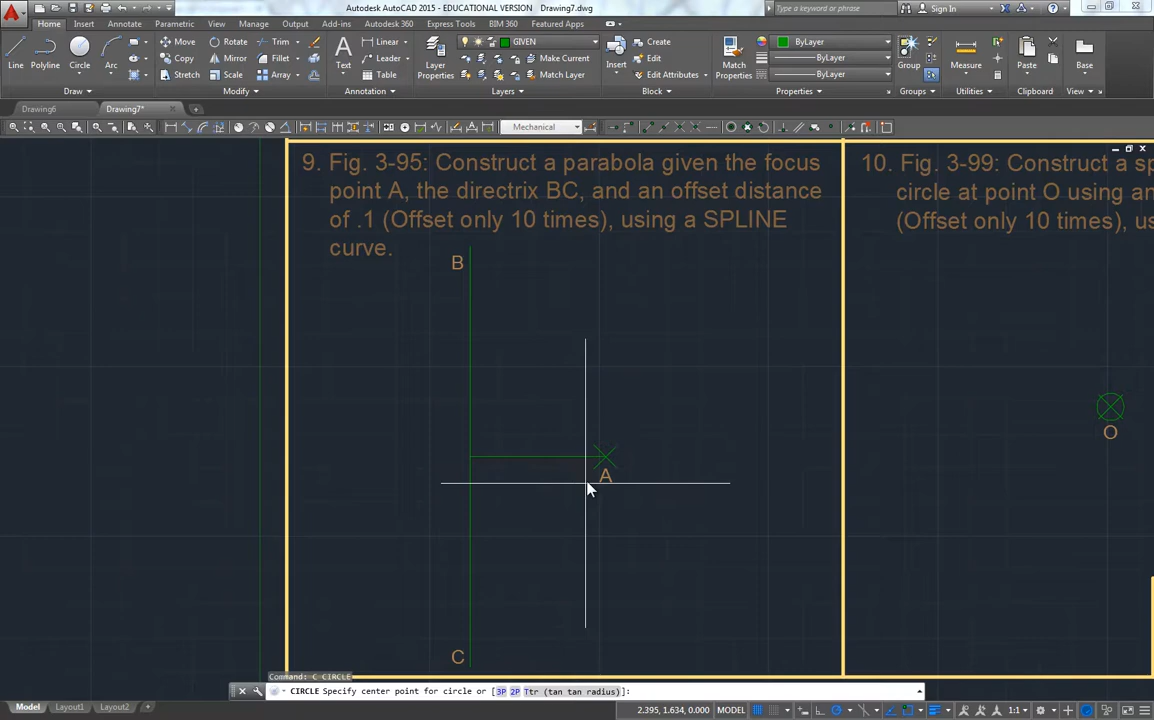 Autodesk AutoCAD 2015 - EDUCATIONAL VERSION Drawing7.dwg
Type a keyword or phrase
Sign In
Home Insert Annotate Parametric View Manage Output Add-ins Autodesk 360 Express Tools BIM 360 Featured Apps
Line Polyline Circle Arc
Move Rotate Trim
Copy Mirror Fillet
Stretch Scale Array
Text Linear
Leader
Table
Layer Properties
GIVEN
Make Current
Match Layer
Insert
Create
Edit
Edit Attributes
Match Properties
ByLayer
ByLayer
ByLayer
Group Measure Paste Base
Draw Modify Annotation Layers Block Properties Groups Utilities Clipboard View
Drawing6 Drawing7*
Mechanical
9. Fig. 3-95: Construct a parabola given the focus
point A, the directrix BC, and an offset distance
of .1 (Offset only 10 times), using a SPLINE
curve.
B
A
C
10. Fig. 3-99: Construct a sp
circle at point O using an
(Offset only 10 times), us
O
Command: C CIRCLE
CIRCLE Specify center point for circle or [3P 2P Ttr (tan tan radius)]:
Model Layout1 Layout2 +
2.395, 1.634, 0.000 MODEL
1:1